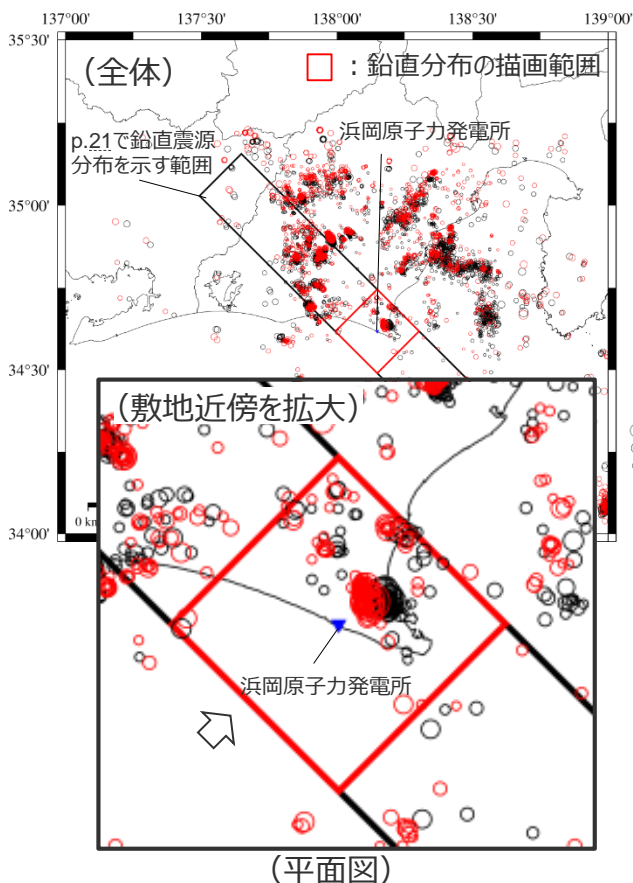 137°00' 137°30' 138°00' 138°30' 139°00'
35°30'
(全体)
：鉛直分布の描画範囲
p.21で鉛直震源
分布を示す範囲
浜岡原子力発電所
35°00'
34°30'
(敷地近傍を拡大)
34°00'
0 km
浜岡原子力発電所
(平面図)